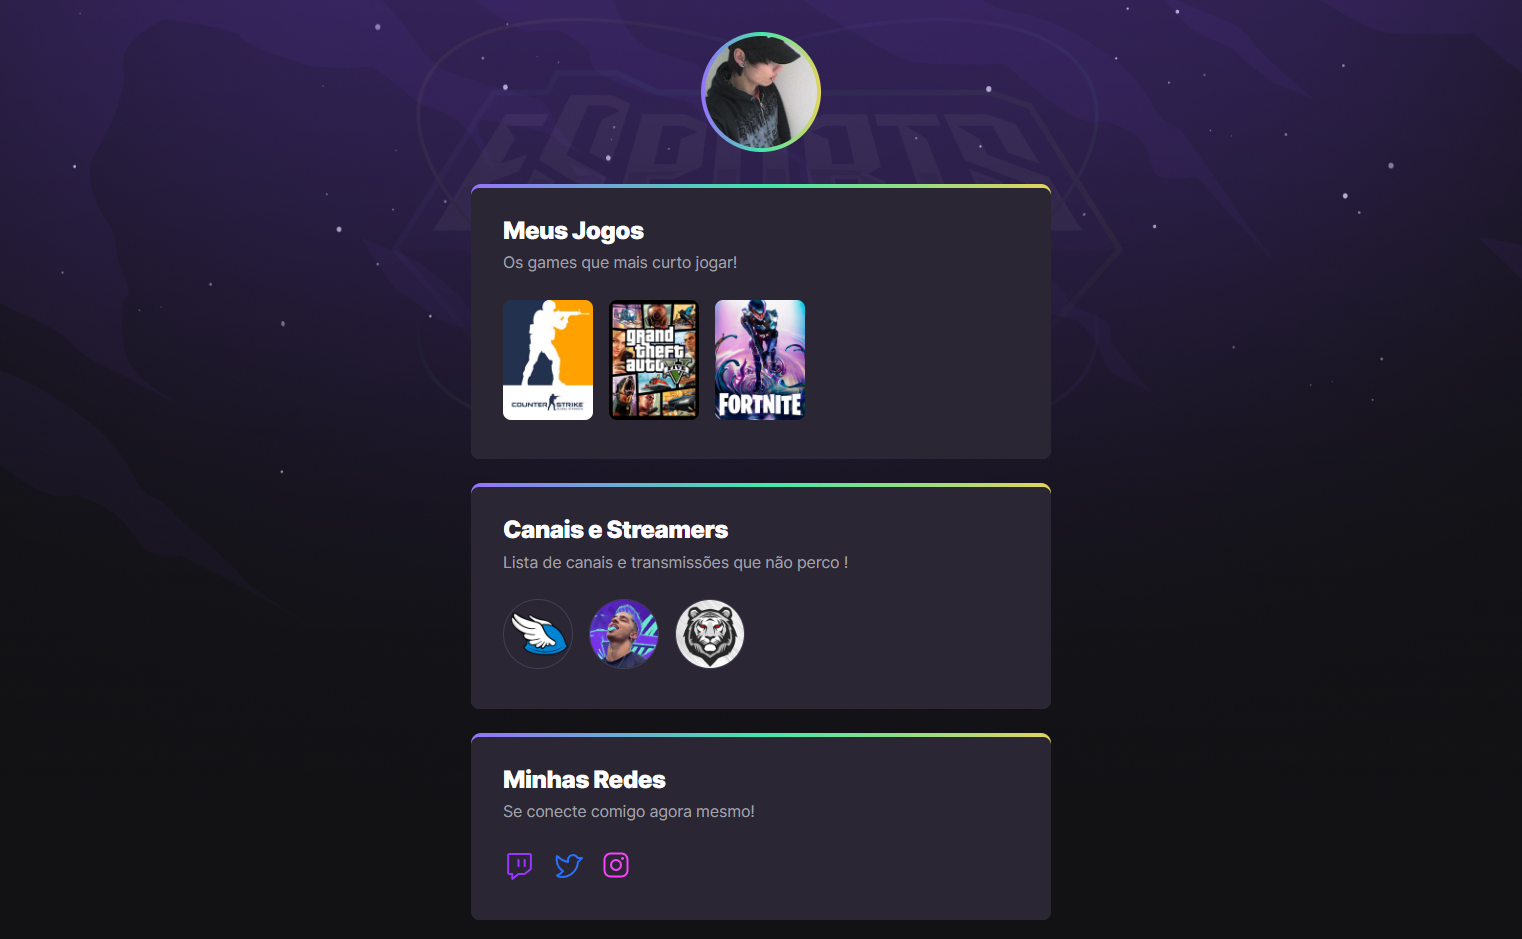 ESPORTS
Meus Jogos
Os games que mais curto jogar!
COUNTER STRIKE
grand
theft
auto
FIVE
FORTNITE
Canais e Streamers
Lista de canais e transmissões que não perco !
Minhas Redes
Se conecte comigo agora mesmo!